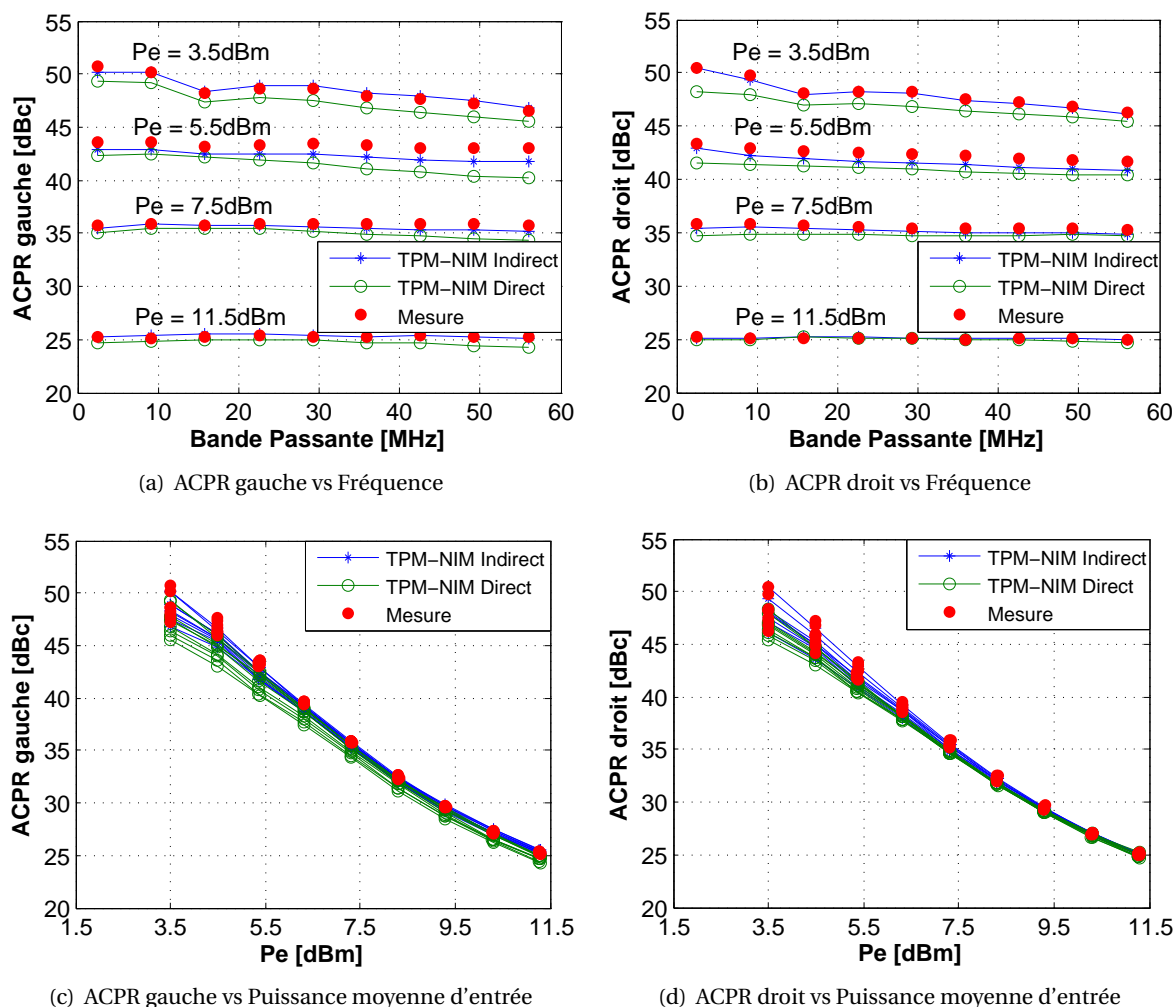 55
50
45
40
35
30
25
20
0
10
20
30
40
50
60
ACPR gauche [dBc]
Bande Passante [MHz]
Pe = 3.5dBm
Pe = 5.5dBm
Pe = 7.5dBm
Pe = 11.5dBm
TPM−NIM Indirect
TPM−NIM Direct
Mesure
(a) ACPR gauche vs Fréquence
55
50
45
40
35
30
25
20
0
10
20
30
40
50
60
ACPR droit [dBc]
Bande Passante [MHz]
Pe = 3.5dBm
Pe = 5.5dBm
Pe = 7.5dBm
Pe = 11.5dBm
TPM−NIM Indirect
TPM−NIM Direct
Mesure
(b) ACPR droit vs Fréquence
55
50
45
40
35
30
25
20
1.5
3.5
5.5
7.5
9.5
11.5
ACPR gauche [dBc]
Pe [dBm]
TPM−NIM Indirect
TPM−NIM Direct
Mesure
(c) ACPR gauche vs Puissance moyenne d'entrée
55
50
45
40
35
30
25
20
1.5
3.5
5.5
7.5
9.5
11.5
ACPR droit [dBc]
Pe [dBm]
TPM−NIM Indirect
TPM−NIM Direct
Mesure
(d) ACPR droit vs Puissance moyenne d'entrée